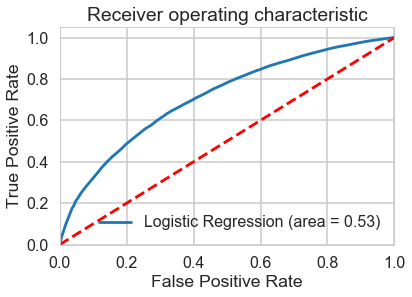 Receiver operating characteristic
True Positive Rate
1.0
0.8
0.6
0.4
0.2
0.0
Logistic Regression (area = 0.53)
0.0 0.2 0.4 0.6 0.8 1.0
False Positive Rate